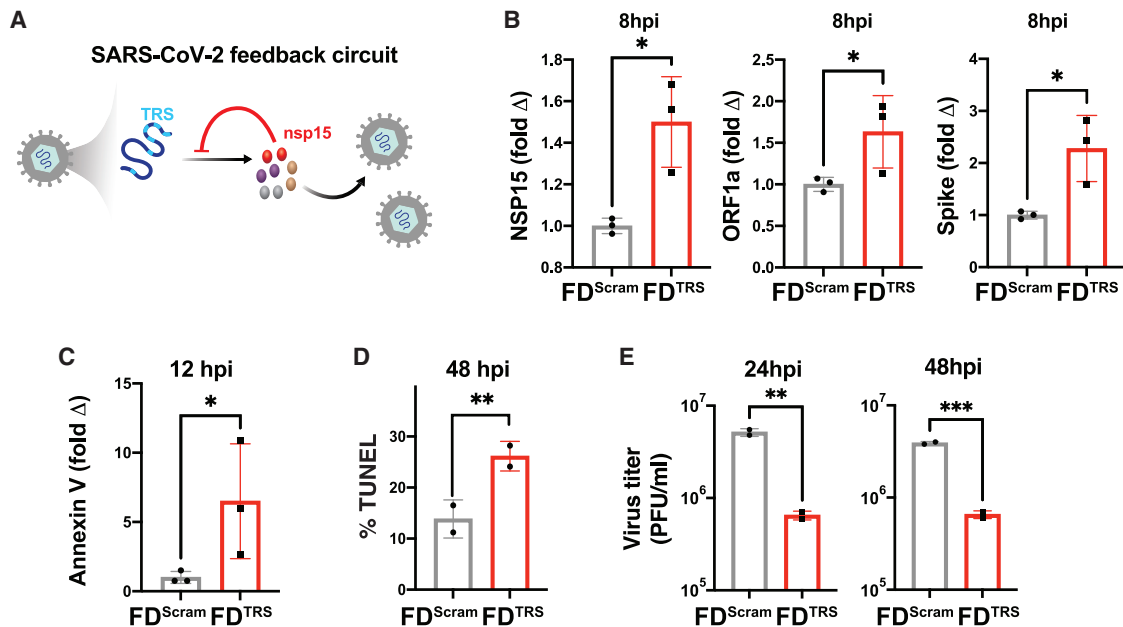 A
SARS-CoV-2 feedback circuit
TRS
nsp15
B
8hpi
*
NSP15 (fold Δ)
1.8
1.6
1.4
1.2
1.0
0.8
FDScram FDTRS
8hpi
*
ORF1a (fold Δ)
2.5
2.0
1.5
1.0
0.5
0.0
FDScram FDTRS
8hpi
*
Spike (fold Δ)
4
3
2
1
0
FDScram FDTRS
C
12 hpi
*
Annexin V (fold Δ)
15
10
5
0
FDScram FDTRS
D
48 hpi
**
% TUNEL
30
20
10
0
FDScram FDTRS
E
24hpi
**
Virus titer
(PFU/ml)
10^7
10^6
10^5
FDScram FDTRS
48hpi
***
10^7
10^6
10^5
FDScram FDTRS